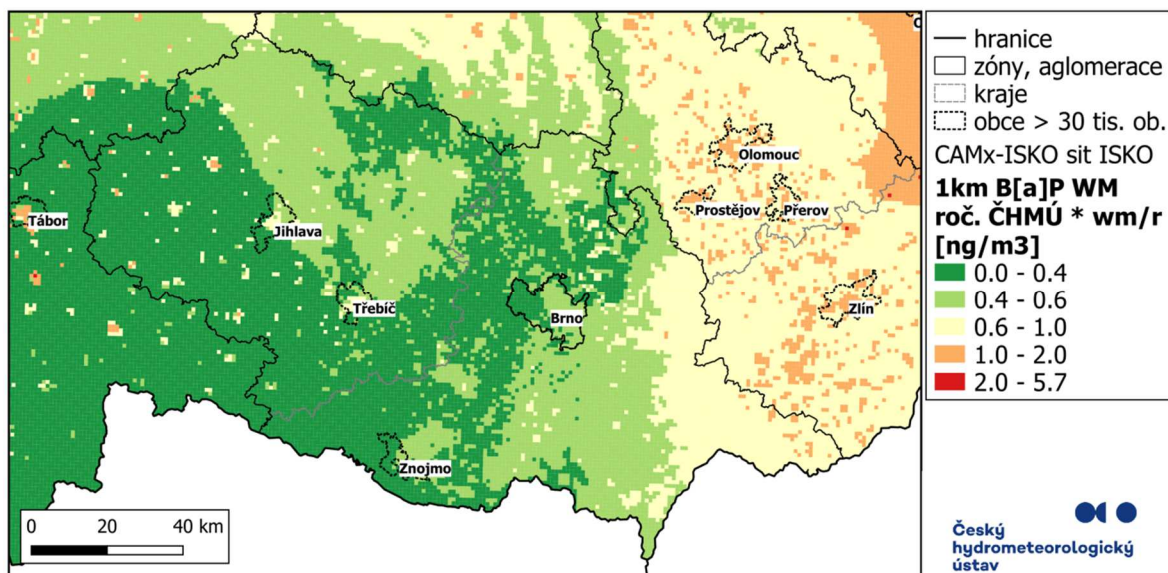 Olomouc
Prostějov
Přerov
Tábor
Jihlava
Třebíč
Brno
Zlín
Znojmo
0 20 40 km
hranice
zóny, aglomerace
kraje
obce > 30 tis. ob.
CAMx-ISKO sit ISKO
1km B[a]P WM
roč. ČHMÚ * wm/r
[ng/m3]
0.0 - 0.4
0.4 - 0.6
0.6 - 1.0
1.0 - 2.0
2.0 - 5.7
Český
hydrometeorologický
ústav